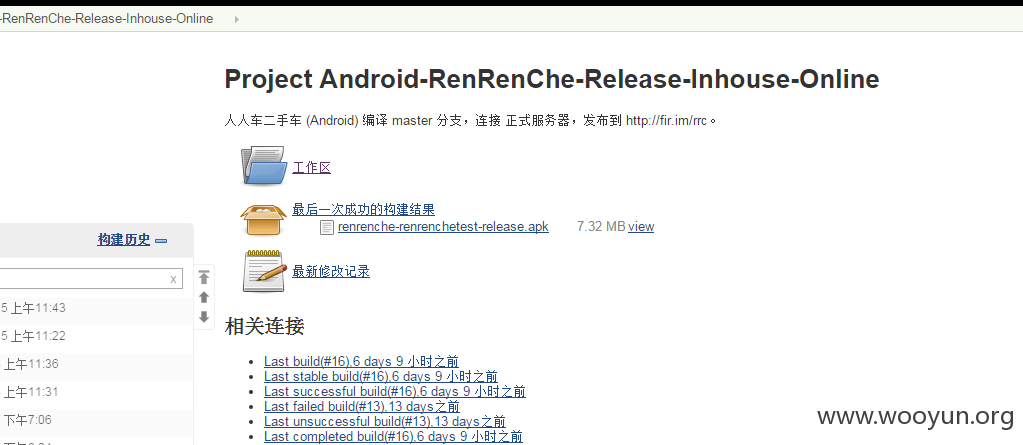 -RenRenChe-Release-Inhouse-Online
Project Android-RenRenChe-Release-Inhouse-Online
人人车二手车 (Android) 编译 master 分支，连接 正式服务器，发布到 http://fir.im/rrc。
工作区
最后一次成功的构建结果
renrenche-renrenchetest-release.apk 7.32 MB view
最新修改记录
构建历史
x
5 上午11:43
5 上午11:22
上午11:36
上午11:31
下午7:06
相关连接
Last build(#16),6 days 9 小时之前
Last stable build(#16),6 days 9 小时之前
Last successful build(#16),6 days 9 小时之前
Last failed build(#13),13 days之前
Last unsuccessful build(#13),13 days之前
Last completed build(#16),6 days 9 小时之前
www.wooyun.org